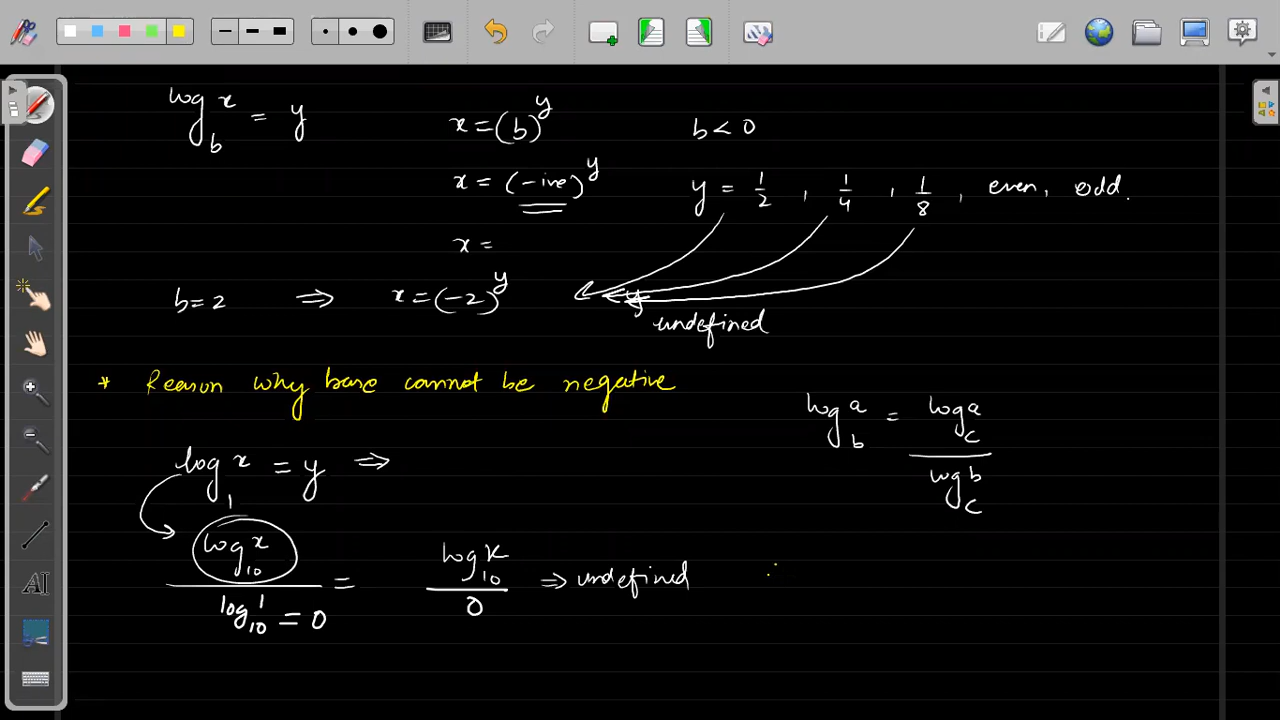 log_b x = y    x = (b)^y    b < 0
x = (-ive)^y    y = 1/2 , 1/4 , 1/8 , even, odd.
x =
b = 2 ⇒ x = (-2)^y    y
undefined
* Reason why base cannot be negative
log_b a = log_c a / log_c b
log_1 x = y ⇒
log_10 x / log_10 1 = 0 = log_10 x / 0 ⇒ undefined